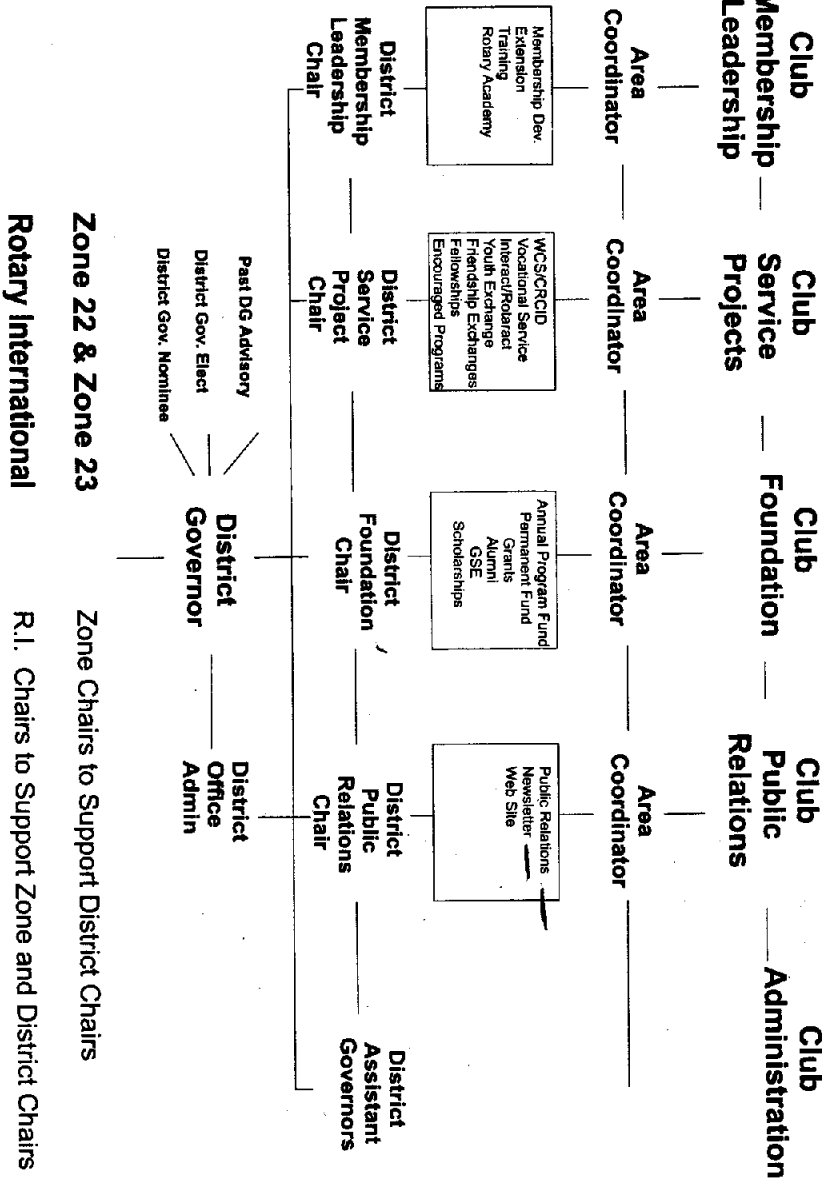 Club
Membership
Leadership
Club
Service
Projects
Club
Foundation
Club
Public
Relations
Club
Administration
Area
Coordinator
Area
Coordinator
Area
Coordinator
Area
Coordinator
Membership Dev.
Extension
Training
Rotary Academy
WCS/CRCID
Vocational Service
Interact/Rotaract
Youth Exchange
Friendship Exchanges
Fellowships
Encouraged Programs
Annual Program Fund
Permanent Fund
Grants
Alumni
GSE
Scholarships
Public Relations
Newsletter
Web Site
District
Membership
Leadership
Chair
District
Service
Project
Chair
District
Foundation
Chair
District
Public
Relations
Chair
District
Assistant
Governors
Past DG Advisory
District Gov. Elect
District Gov. Nominee
District
Governor
District
Office
Admin
Zone 22 & Zone 23
Zone Chairs to Support District Chairs
Rotary International
R.I. Chairs to Support Zone and District Chairs